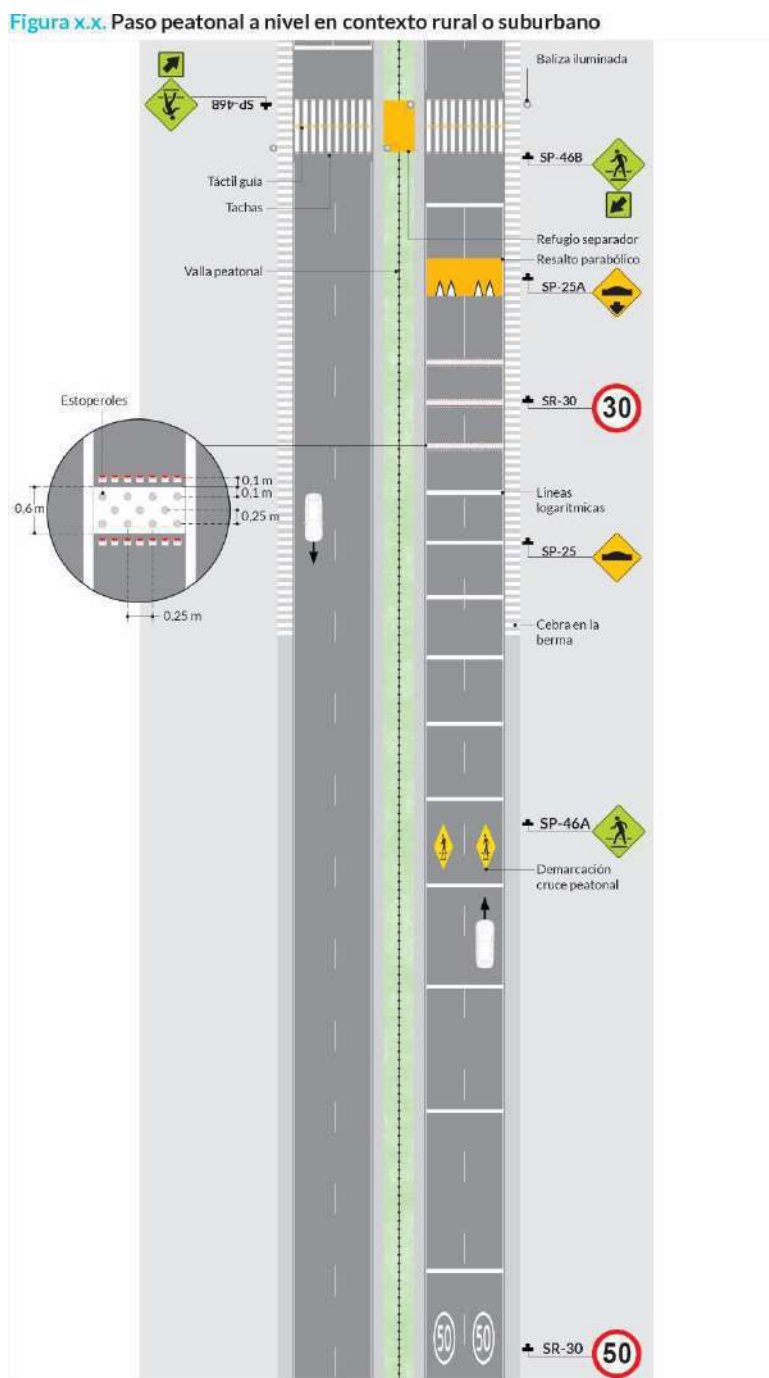 Figura x.x. Paso peatonal a nivel en contexto rural o suburbano
Baliza iluminada
SP-46B
SP-46B
Táctil guía
Tachas
Refugio separador
Resalto parabólico
Valla peatonal
SP-25A
Estoperoles
SR-30
30
0,1 m
0,1 m
0,6 m
0,25 m
Líneas
logarítmicas
SP-25
0,25 m
Cebra en la
berma
SP-46A
Demarcación
cruce peatonal
50
50
SR-30
50